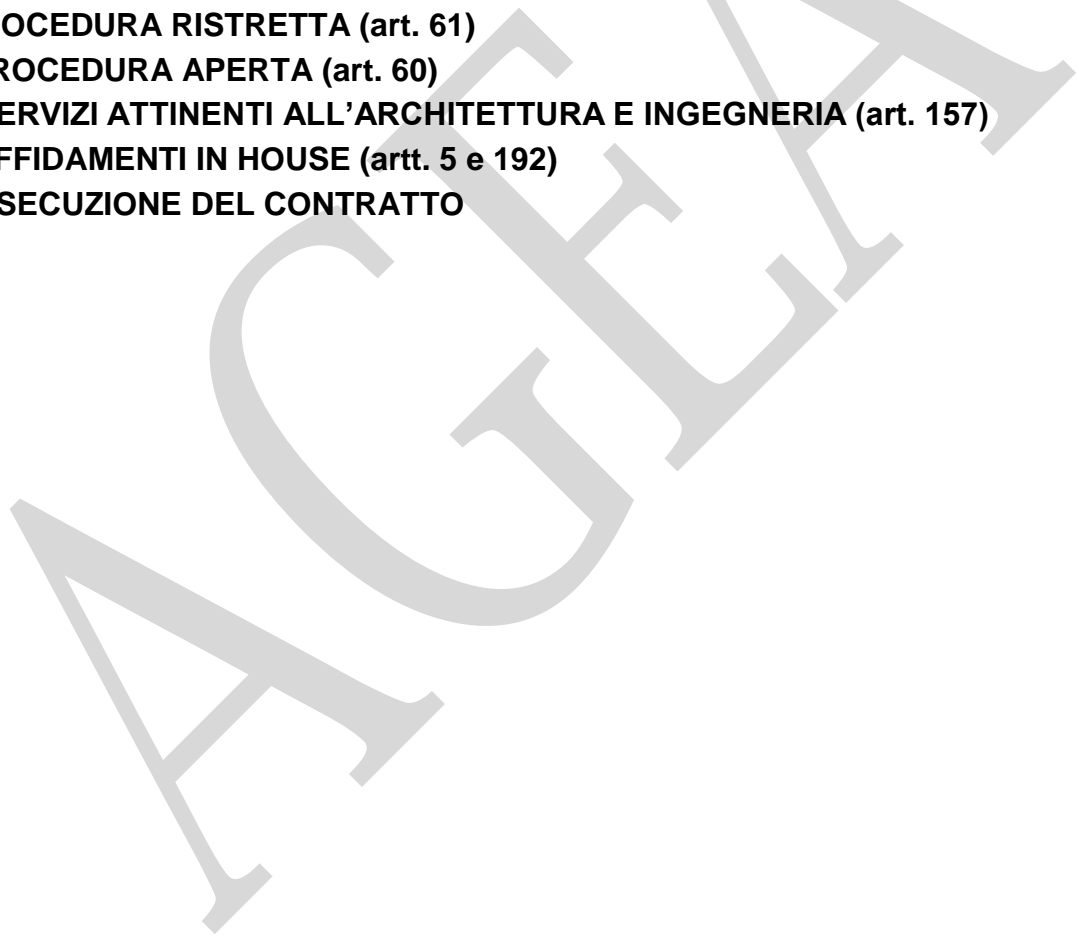 OCEDURA RISTRETTA (art. 61)
ROCEDURA APERTA (art. 60)
ERVIZI ATTINENTI ALL’ARCHITETTURA E INGEGNERIA (art. 157)
FFIDAMENTI IN HOUSE (artt. 5 e 192)
SECUZIONE DEL CONTRATTO
AGEA